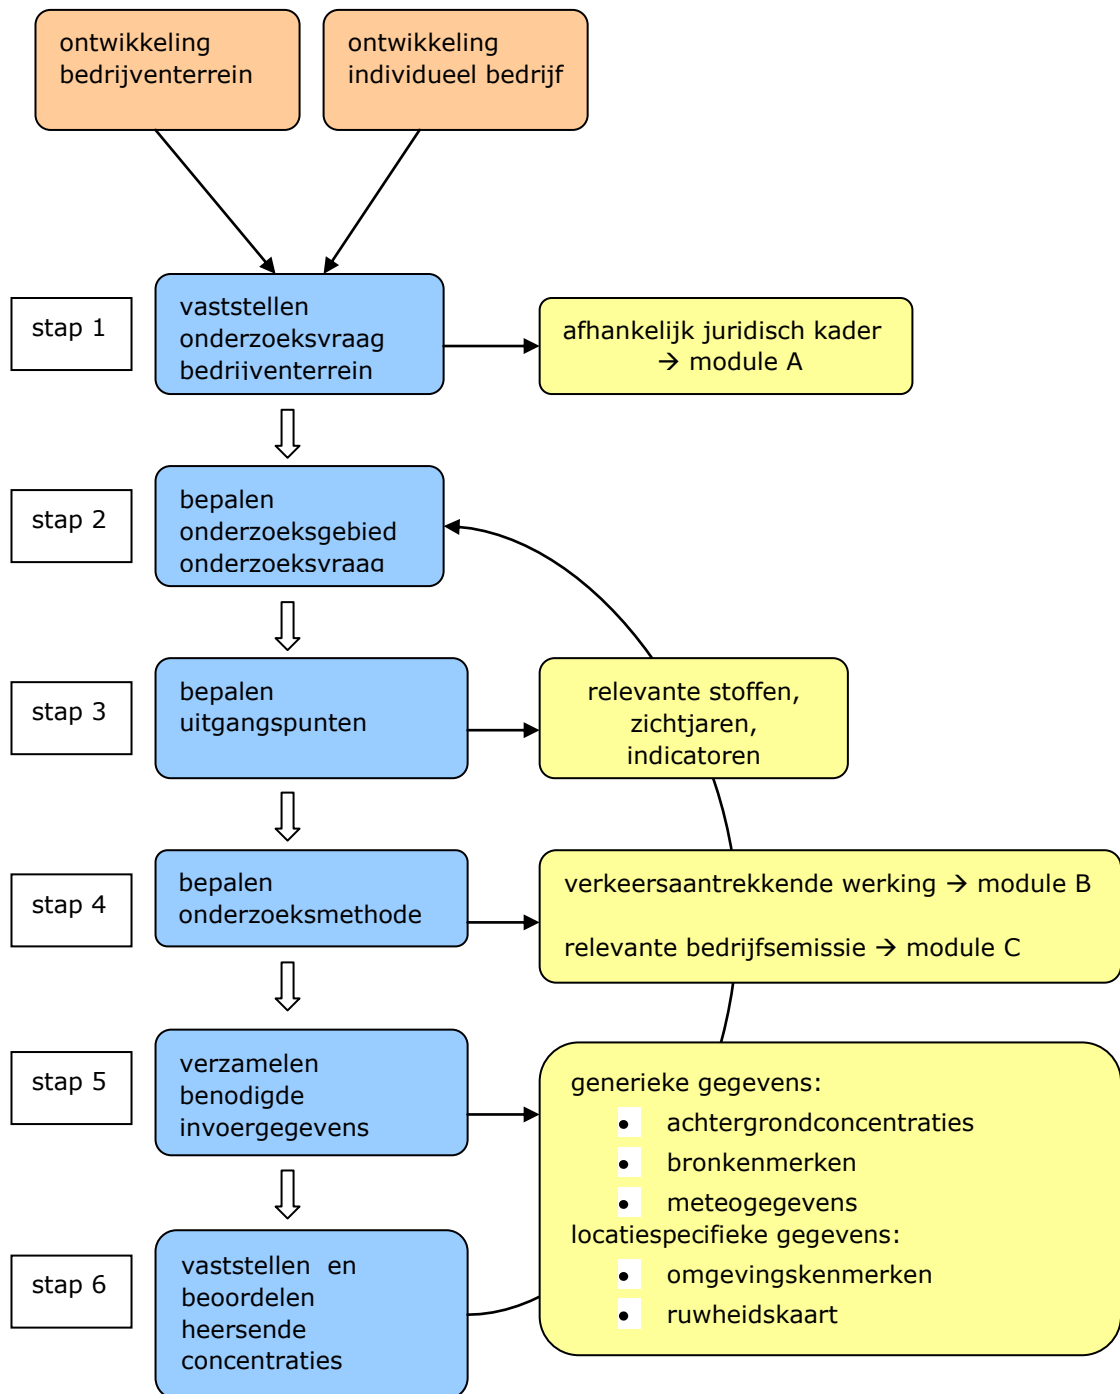 ontwikkeling
bedrijventerrein
ontwikkeling
individueel bedrijf
stap 1
vaststellen
onderzoeksvraag
bedrijventerrein
afhankelijk juridisch kader
→ module A
stap 2
bepalen
onderzoeksgebied
onderzoeksvraag
stap 3
bepalen
uitgangspunten
relevante stoffen,
zichtjaren,
indicatoren
stap 4
bepalen
onderzoeksmethode
verkeersaantrekkende werking → module B
relevante bedrijfsemissie → module C
stap 5
verzamelen
benodigde
invoergegevens
generieke gegevens:
• achtergrondconcentraties
• bronkenmerken
• meteogegevens
locatiespecifieke gegevens:
• omgevingskenmerken
• ruwheidskaart
stap 6
vaststellen en
beoordelen
heersende
concentraties